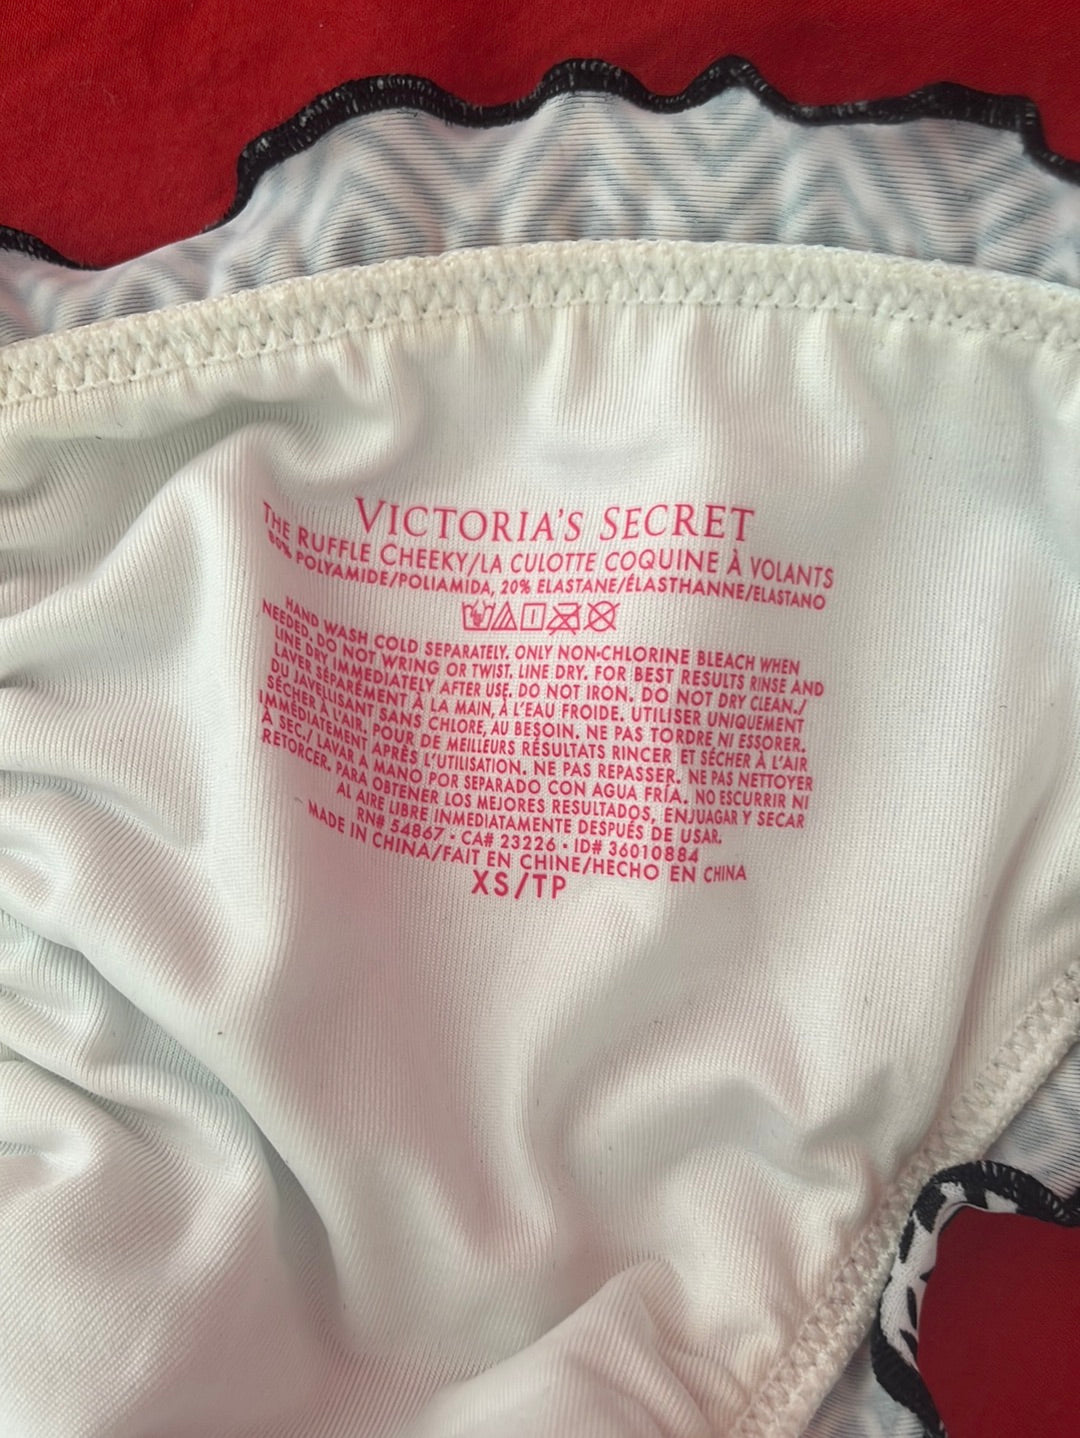 VICTORIA'S SECRET
THE RUFFLE CHEEKY/LA CULOTTE COQUINE À VOLANTS
80% POLYAMIDE/POLIAMIDA, 20% ELASTANE/ÉLASTHANNE/ELASTANO
HAND WASH COLD SEPARATELY. ONLY NON-CHLORINE BLEACH WHEN
NEEDED. DO NOT WRING OR TWIST. LINE DRY. FOR BEST RESULTS RINSE AND
LINE DRY IMMEDIATELY AFTER USE. DO NOT IRON. DO NOT DRY CLEAN./
LAVER SÉPARÉMENT À LA MAIN, À L'EAU FROIDE. UTILISER UNIQUEMENT
DU JAVELLISANT SANS CHLORE, AU BESOIN. NE PAS TORDRE NI ESSORER.
SÉCHER À L'AIR. POUR DE MEILLEURS RÉSULTATS RINCER ET SÉCHER À L'AIR
IMMÉDIATEMENT APRÈS L'UTILISATION. NE PAS REPASSER. NE PAS NETTOYER
À SEC./ LAVAR A MANO POR SEPARADO CON AGUA FRÍA. NO ESCURRIR NI
RETORCER. PARA OBTENER LOS MEJORES RESULTADOS, ENJUAGAR Y SECAR
AL AIRE LIBRE INMEDIATAMENTE DESPUÉS DE USAR.
RN# 54867 • CA# 23226 • ID# 36010884
MADE IN CHINA/FAIT EN CHINE/HECHO EN CHINA
XS/TP